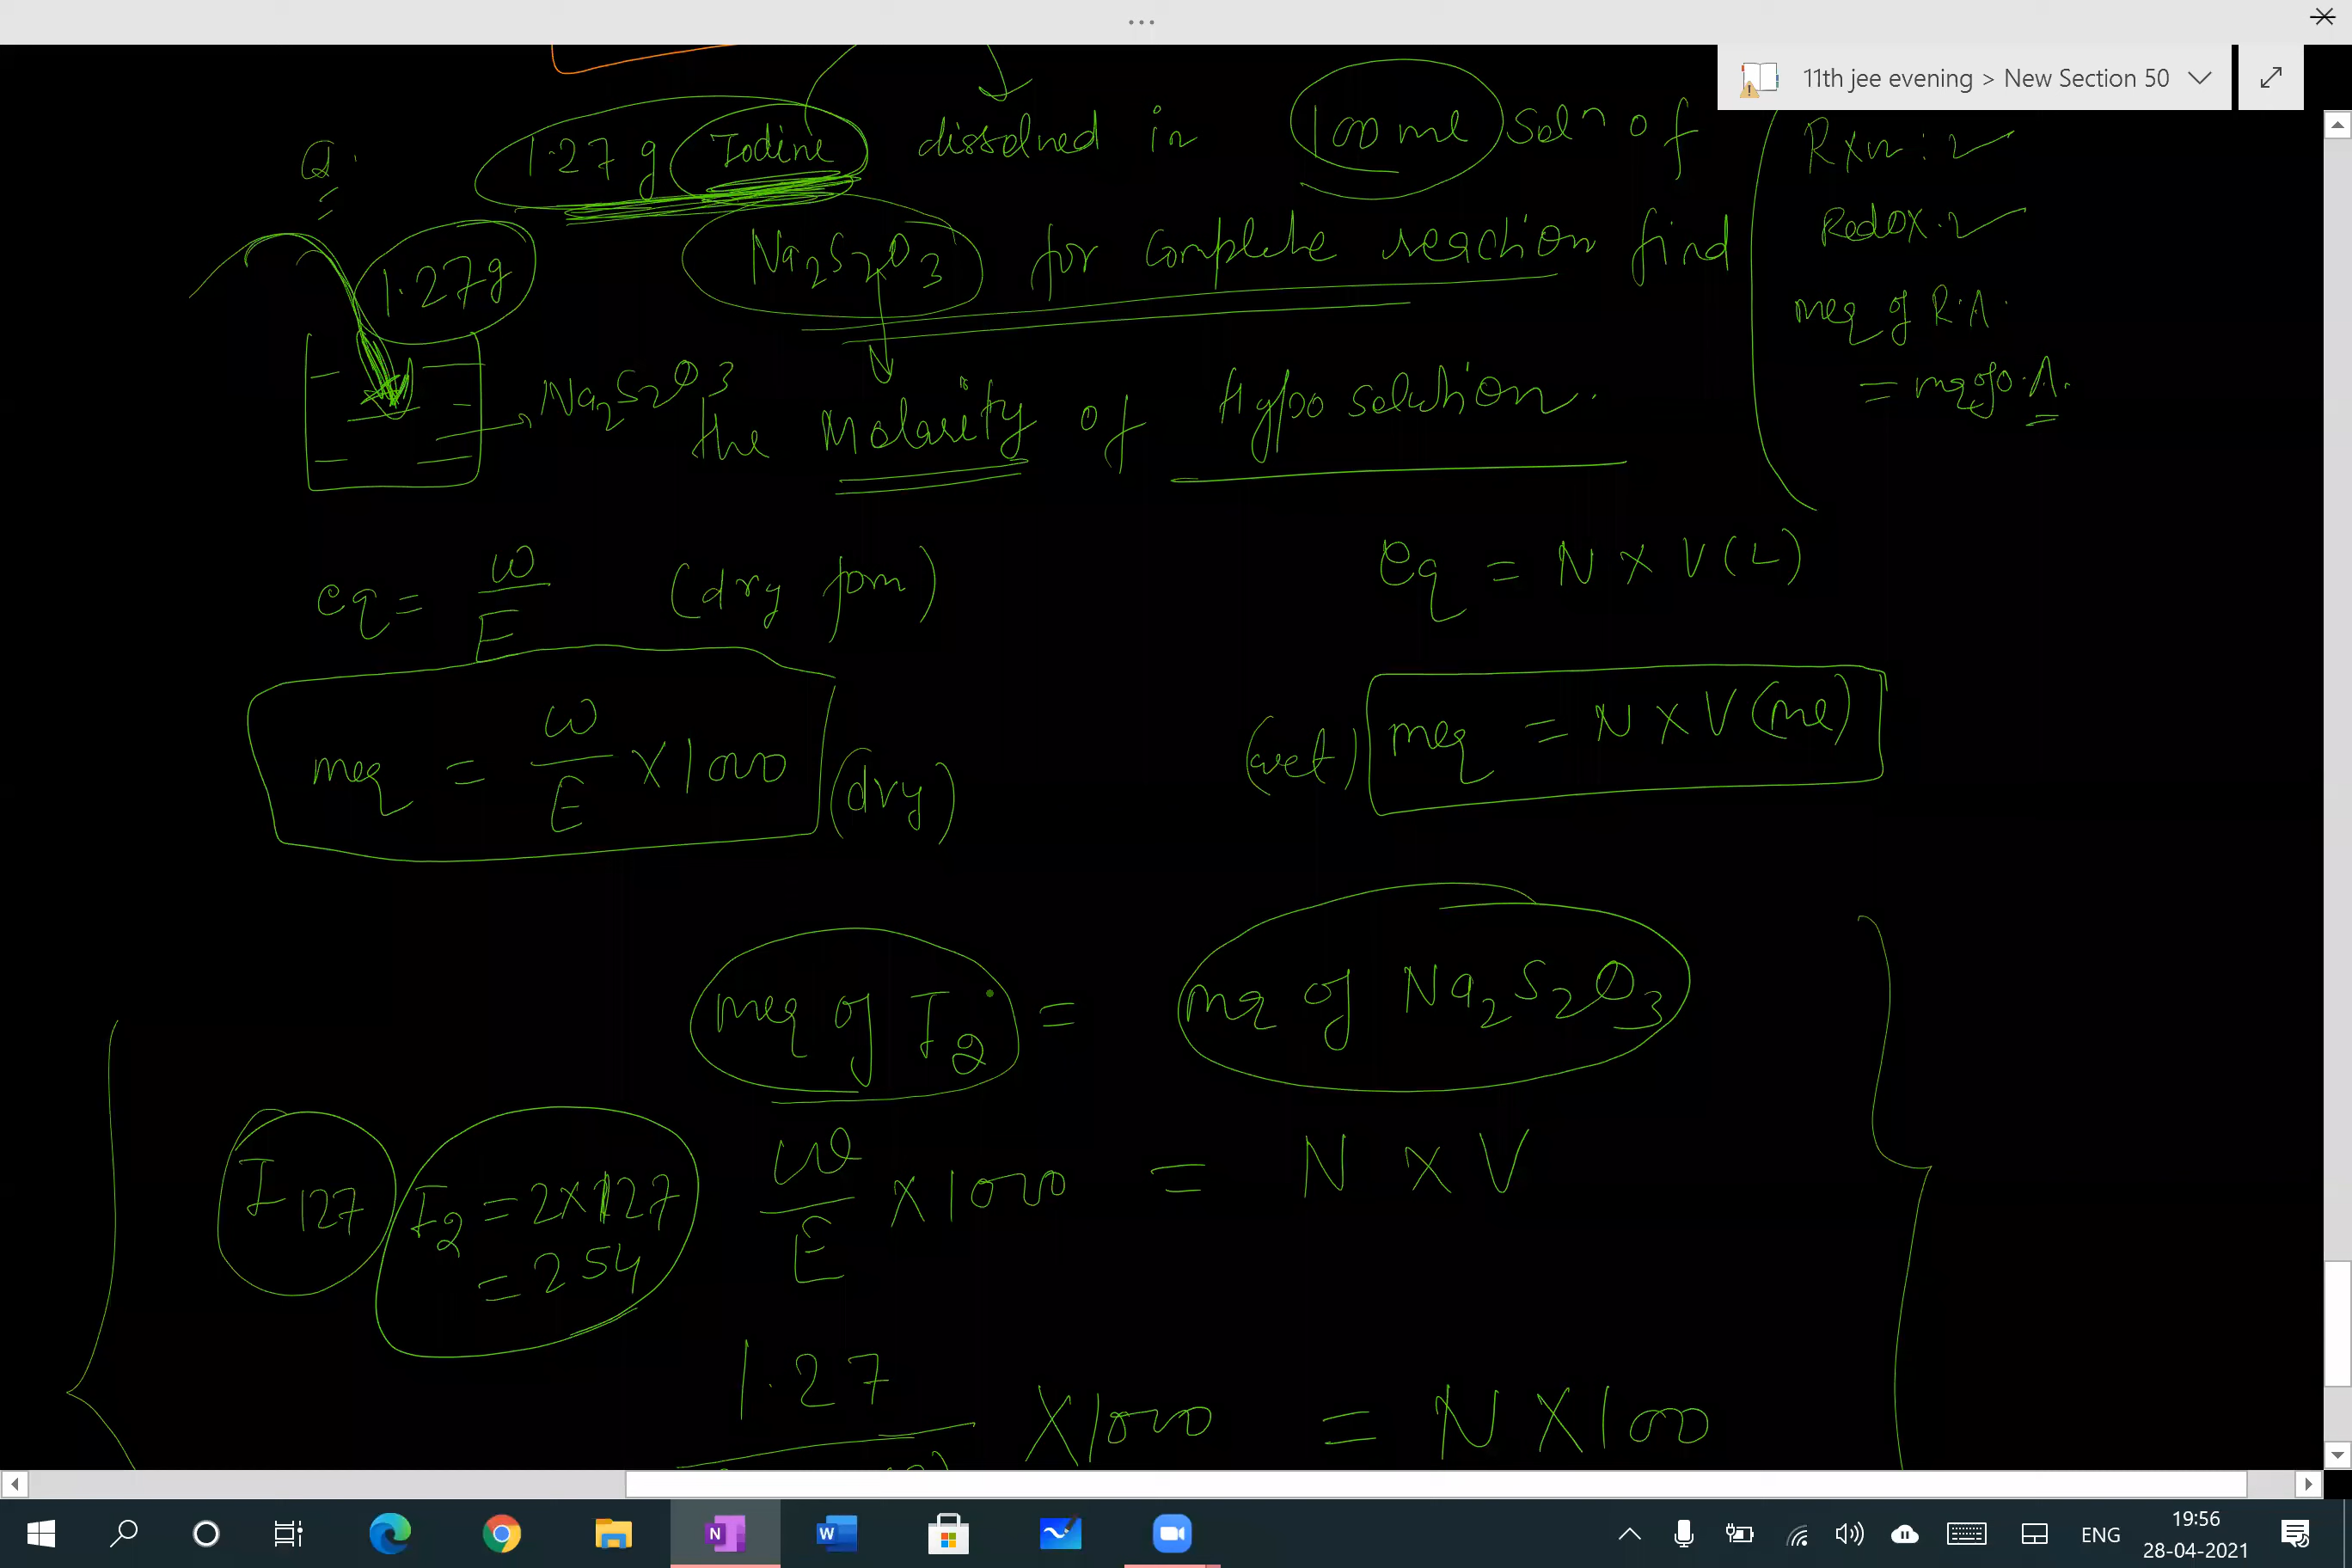 11th jee evening > New Section 50
Q.
1.27 g Iodine dissolved in 100 ml Solⁿ of
Na2S2O3 for complete reaction find
the Molarity of Hypo solution.
1.27g
Na2S2O3
Rxn :
Redox.
meq of R.A.
= meq of O.A.
eq = w/E (dry form)
eq = N × V(L)
meq = w/E × 1000 (dry)
(wet) meq = N × V(ml)
meq of I2 = meq of Na2S2O3
I127
I2 = 2×127
= 254
w/E × 1000 = N × V
1.27
× 1000 = N × 100
ENG
19:56
28-04-2021